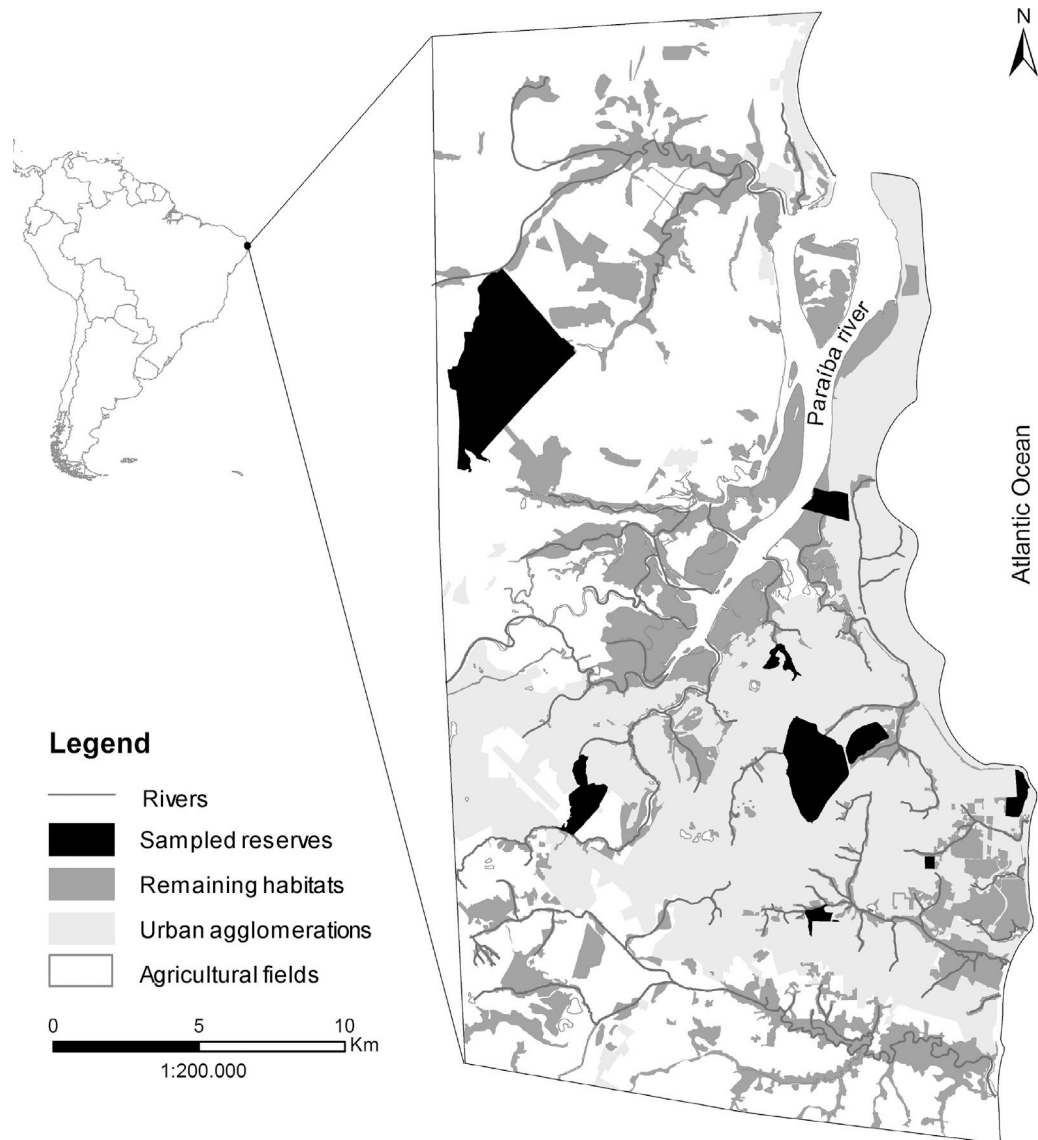 N
Paraíba river
Atlantic Ocean
Legend
Rivers
Sampled reserves
Remaining habitats
Urban agglomerations
Agricultural fields
0 5 10
Km
1:200.000